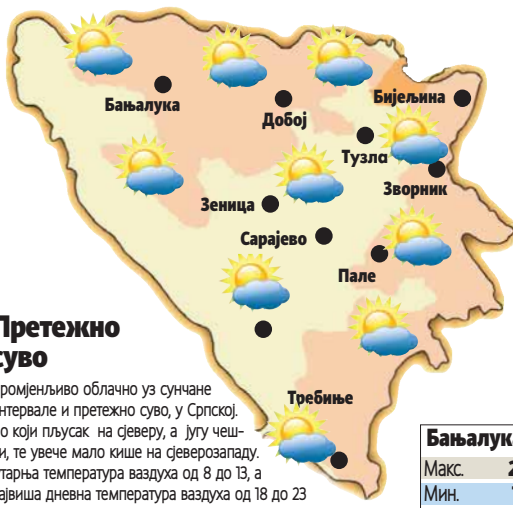 Бањалука
Добој
Бијељина
Тузла
Зворник
Зеница
Сарајево
Пале
Требиње
Претежно
суво
ромјенљиво облачно уз сунчане
нтервале и претежно суво, у Српској.
о који пљусак на сјеверу, а југу чеш-
и, те увече мало кише на сјеверозападу.
тарња температура ваздуха од 8 до 13, а
ајвиша дневна температура ваздуха од 18 до 23
Бањалука
Макс.
Мин.